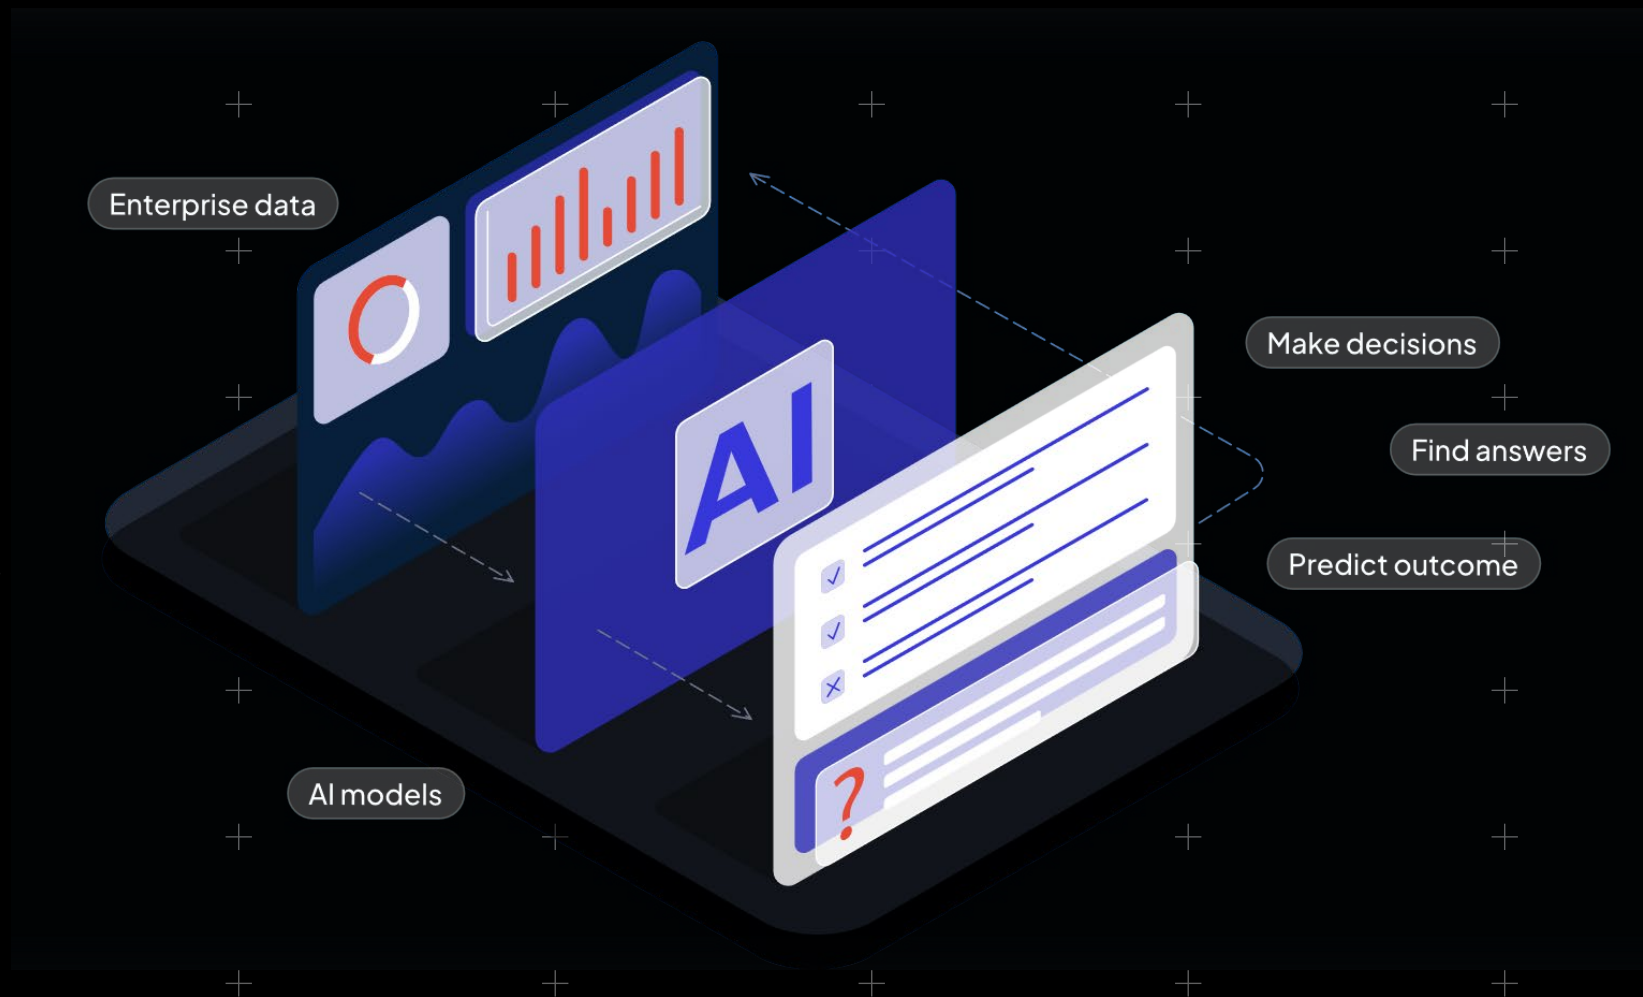 Enterprise data
Make decisions
AI
Find answers
Predict outcome
?
AI models